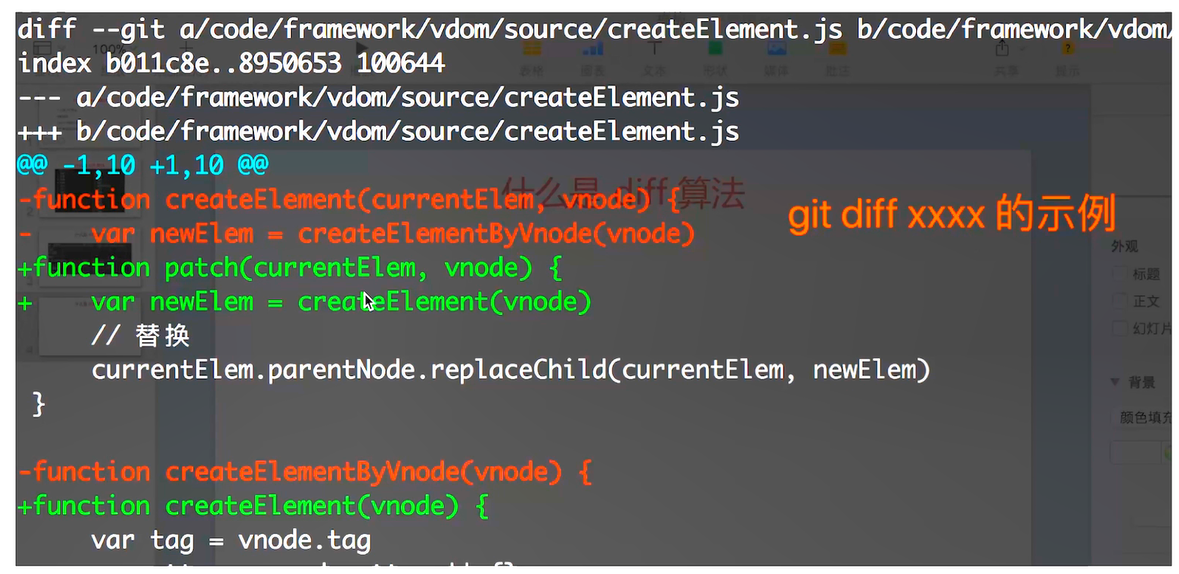 diff --git a/code/framework/vdom/source/createElement.js b/code/framework/vdom/
index b011c8e..8950653 100644
--- a/code/framework/vdom/source/createElement.js
+++ b/code/framework/vdom/source/createElement.js
@@ -1,10 +1,10 @@
什么是 diff 算法
-function createElement(currentElem, vnode) {
-    var newElem = createElementByVnode(vnode)
git diff xxxx 的示例
+function patch(currentElem, vnode) {
+    var newElem = createElement(vnode)
    // 替换
    currentElem.parentNode.replaceChild(currentElem, newElem)
 }
-function createElementByVnode(vnode) {
+function createElement(vnode) {
    var tag = vnode.tag
100%
外观
标题
正文
幻灯片
背景
颜色填充